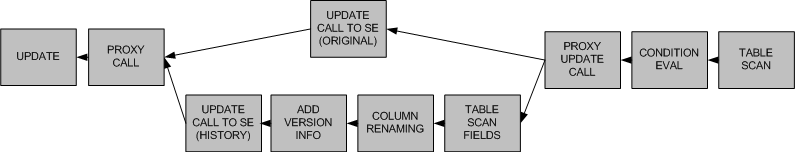 UPDATE
PROXY
CALL
UPDATE
CALL TO SE
(ORIGINAL)
UPDATE
CALL TO SE
(HISTORY)
ADD
VERSION
INFO
COLUMN
RENAMING
TABLE
SCAN
FIELDS
PROXY
UPDATE
CALL
CONDITION
EVAL
TABLE
SCAN